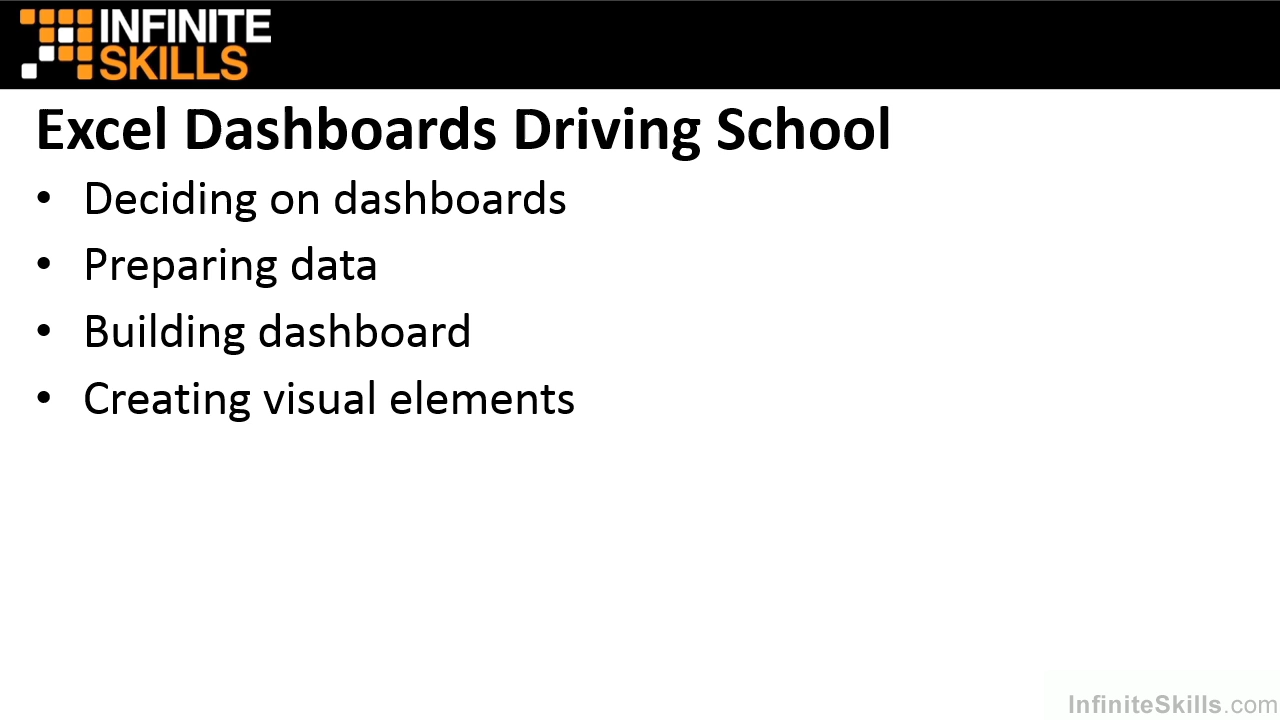 INFINITE
SKILLS
Excel Dashboards Driving School
• Deciding on dashboards
• Preparing data
• Building dashboard
• Creating visual elements
InfiniteSkills.com